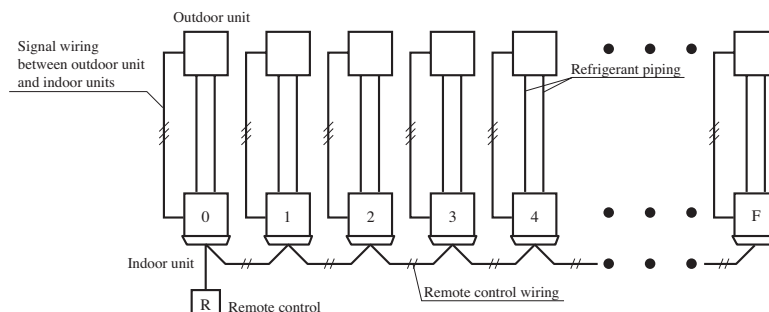 Outdoor unit
Signal wiring
between outdoor unit
and indoor units
Refrigerant piping
0 1 2 3 4 F
Indoor unit
Remote control wiring
R Remote control